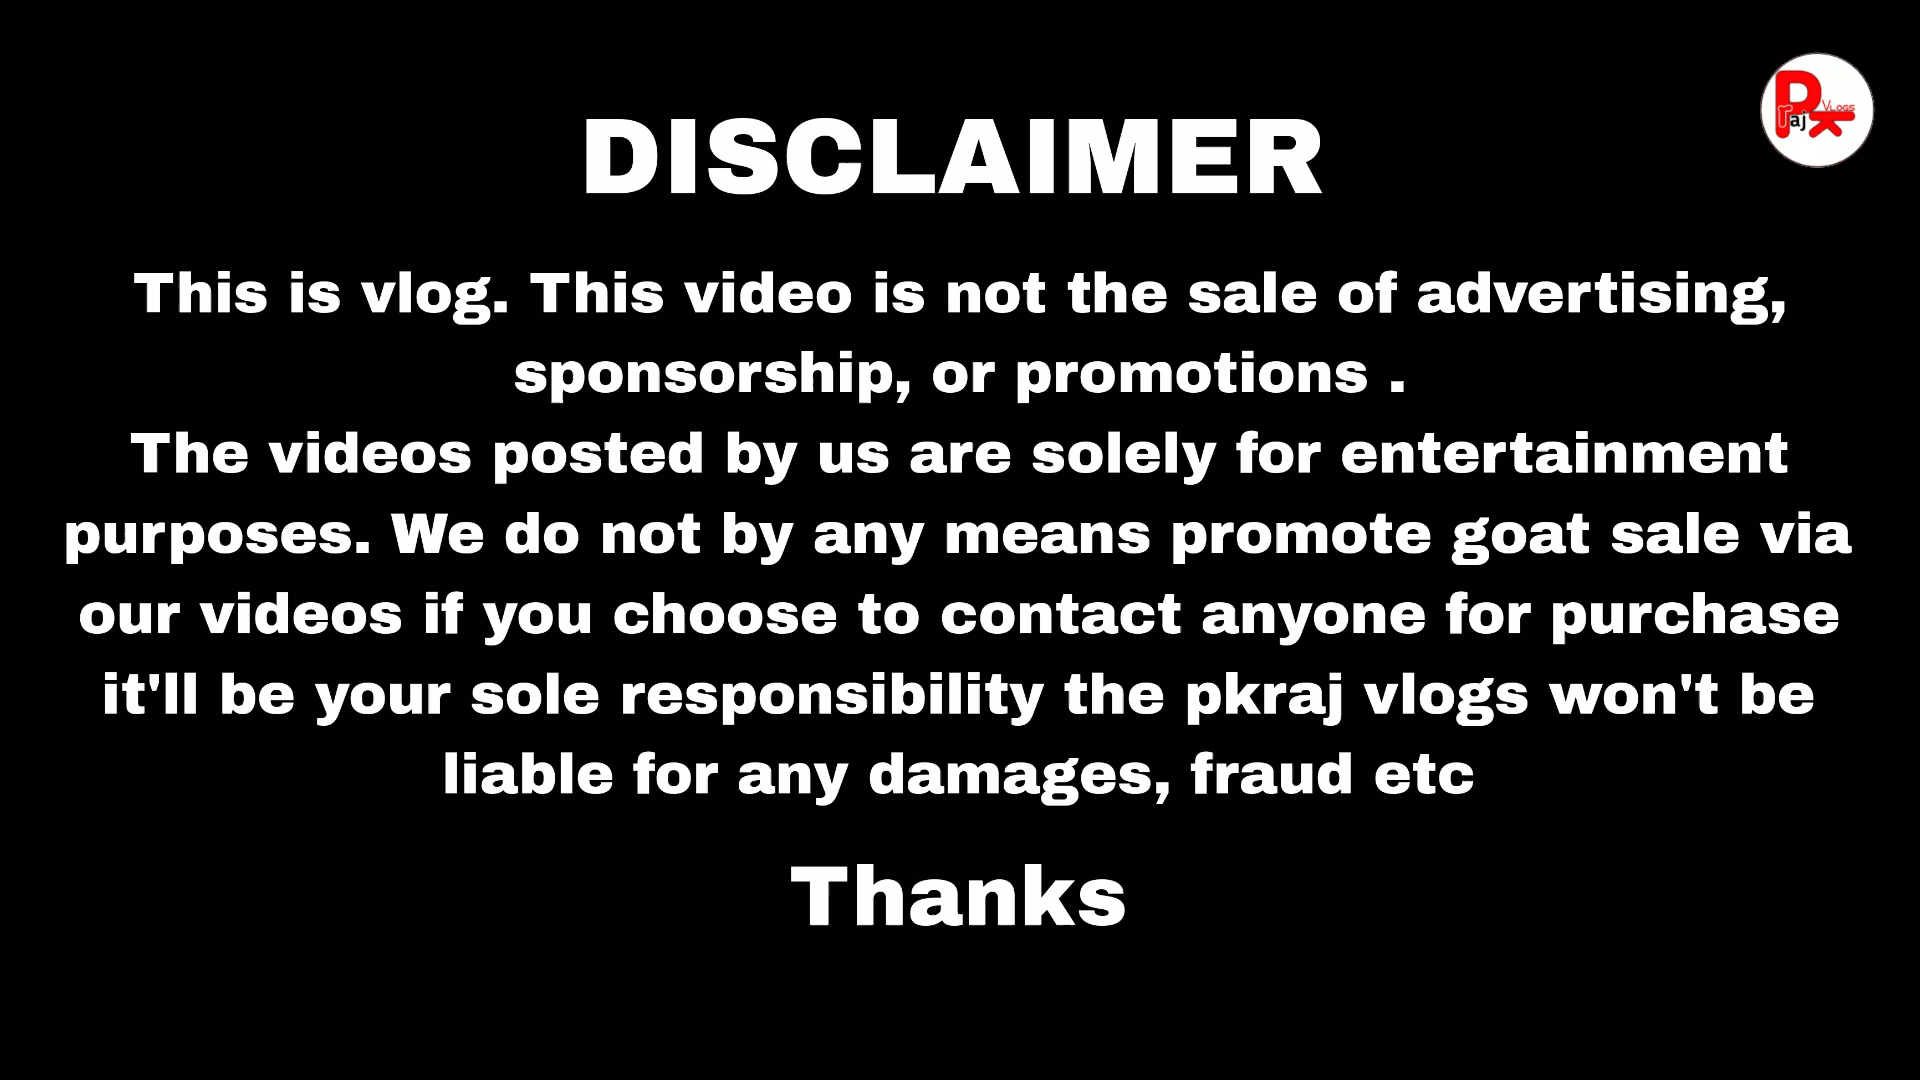 DISCLAIMER
This is vlog. This video is not the sale of advertising,
sponsorship, or promotions .
The videos posted by us are solely for entertainment
purposes. We do not by any means promote goat sale via
our videos if you choose to contact anyone for purchase
it'll be your sole responsibility the pkraj vlogs won't be
liable for any damages, fraud etc
Thanks
P Vlogs
raj K